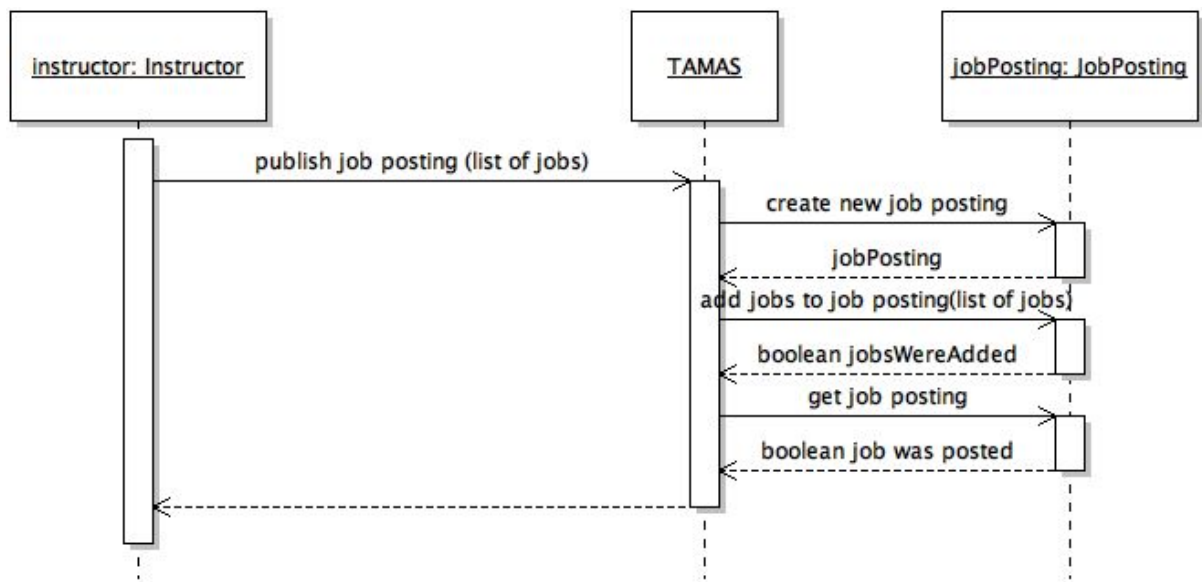 instructor: Instructor
TAMAS
jobPosting: JobPosting
publish job posting (list of jobs)
create new job posting
jobPosting
add jobs to job posting(list of jobs)
boolean jobsWereAdded
get job posting
boolean job was posted